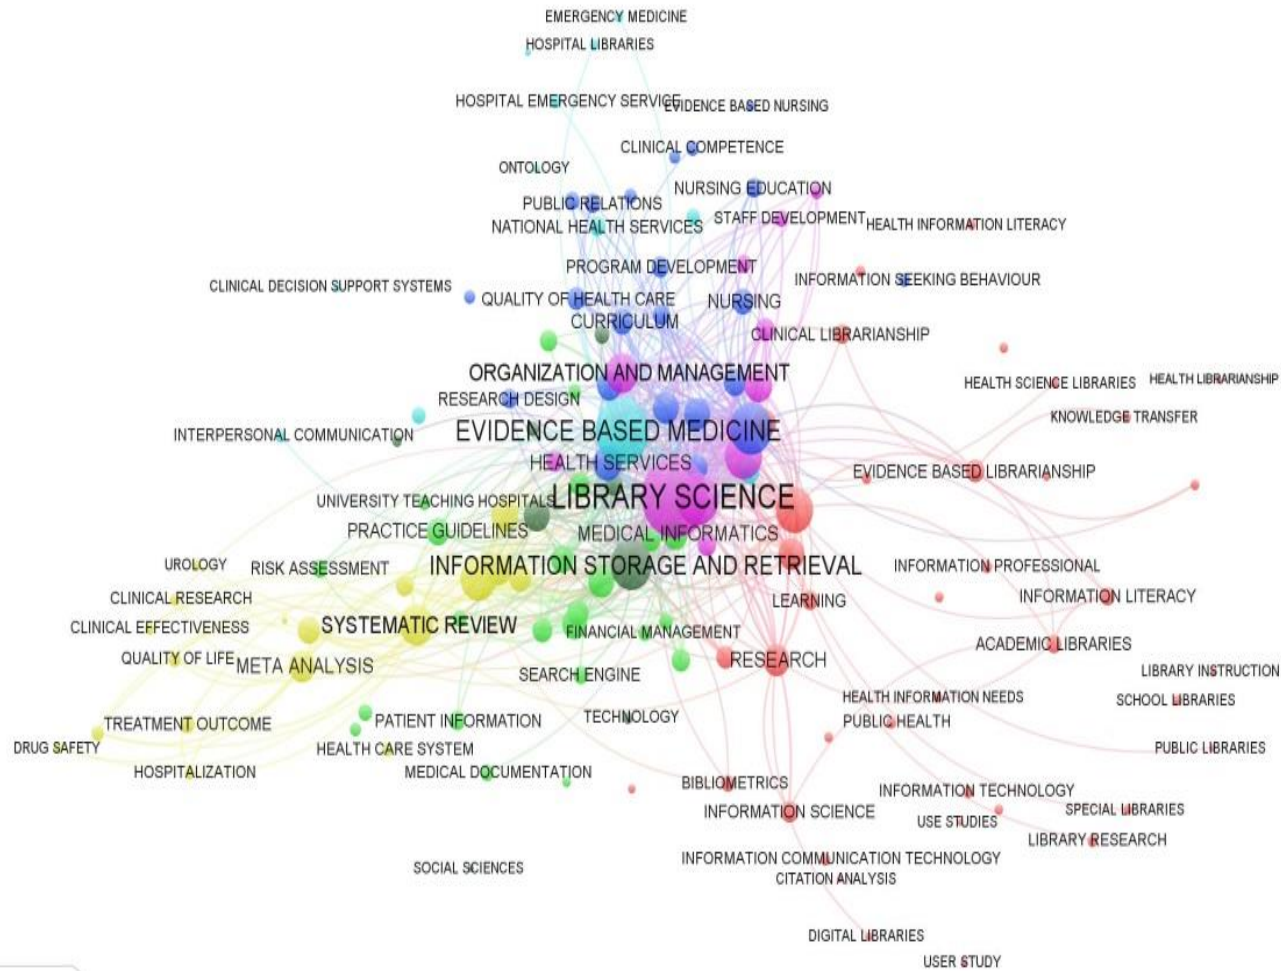 EMERGENCY MEDICINE
HOSPITAL LIBRARIES
HOSPITAL EMERGENCY SERVICE
EVIDENCE BASED NURSING
CLINICAL COMPETENCE
ONTOLOGY
NURSING EDUCATION
PUBLIC RELATIONS
STAFF DEVELOPMENT
HEALTH INFORMATION LITERACY
NATIONAL HEALTH SERVICES
PROGRAM DEVELOPMENT
INFORMATION SEEKING BEHAVIOUR
CLINICAL DECISION SUPPORT SYSTEMS
QUALITY OF HEALTH CARE
NURSING
CURRICULUM
CLINICAL LIBRARIANSHIP
ORGANIZATION AND MANAGEMENT
HEALTH SCIENCE LIBRARIES
HEALTH LIBRARIANSHIP
RESEARCH DESIGN
KNOWLEDGE TRANSFER
INTERPERSONAL COMMUNICATION
EVIDENCE BASED MEDICINE
HEALTH SERVICES
EVIDENCE BASED LIBRARIANSHIP
UNIVERSITY TEACHING HOSPITALS
LIBRARY SCIENCE
PRACTICE GUIDELINES
MEDICAL INFORMATICS
UROLOGY
RISK ASSESSMENT
INFORMATION STORAGE AND RETRIEVAL
INFORMATION PROFESSIONAL
CLINICAL RESEARCH
LEARNING
INFORMATION LITERACY
CLINICAL EFFECTIVENESS
SYSTEMATIC REVIEW
FINANCIAL MANAGEMENT
ACADEMIC LIBRARIES
QUALITY OF LIFE
META ANALYSIS
SEARCH ENGINE
RESEARCH
LIBRARY INSTRUCTION
HEALTH INFORMATION NEEDS
SCHOOL LIBRARIES
TREATMENT OUTCOME
PATIENT INFORMATION
TECHNOLOGY
PUBLIC HEALTH
DRUG SAFETY
HEALTH CARE SYSTEM
PUBLIC LIBRARIES
HOSPITALIZATION
MEDICAL DOCUMENTATION
BIBLIOMETRICS
INFORMATION TECHNOLOGY
INFORMATION SCIENCE
USE STUDIES
SPECIAL LIBRARIES
LIBRARY RESEARCH
SOCIAL SCIENCES
INFORMATION COMMUNICATION TECHNOLOGY
CITATION ANALYSIS
DIGITAL LIBRARIES
USER STUDY